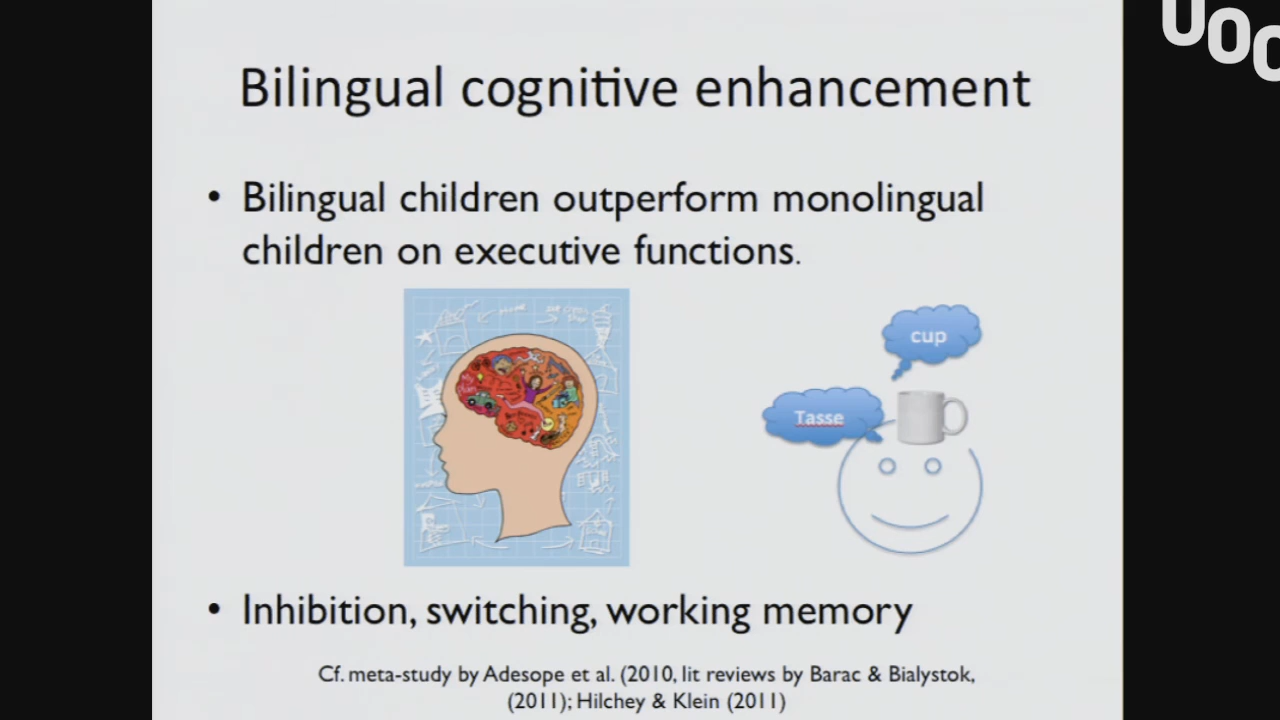 UOC
Bilingual cognitive enhancement
• Bilingual children outperform monolingual
children on executive functions.
cup
Tasse
• Inhibition, switching, working memory
Cf. meta-study by Adesope et al. (2010, lit reviews by Barac & Bialystok,
(2011); Hilchey & Klein (2011)